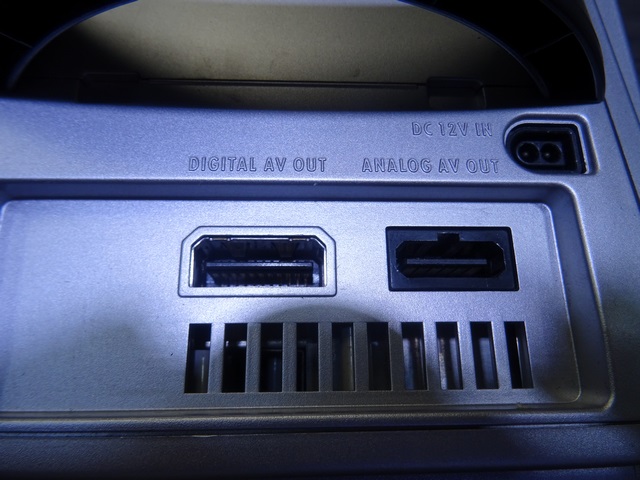 DC 12V IN
DIGITAL AV OUT ANALOG AV OUT